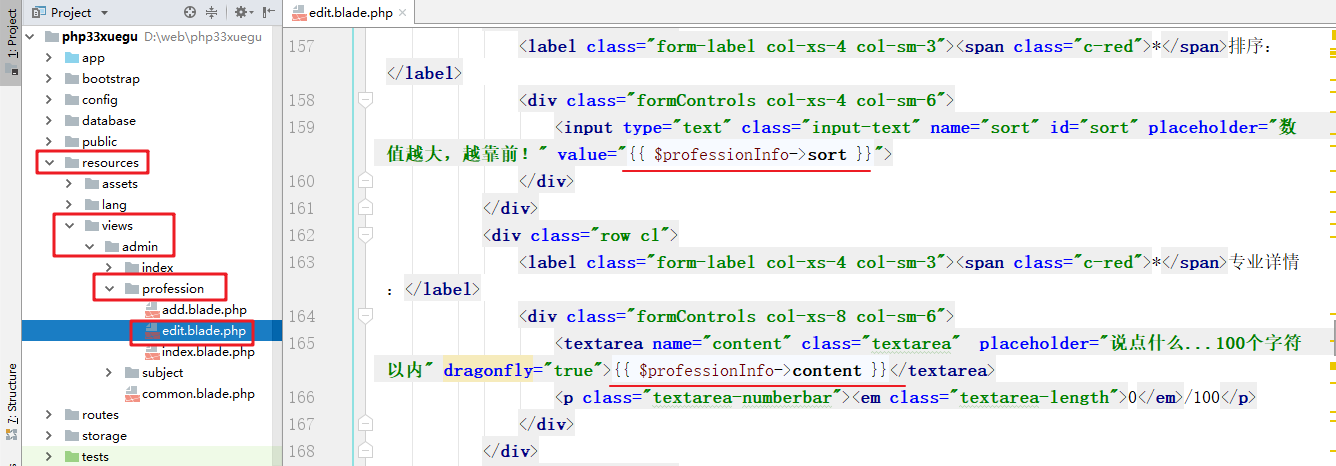 1: Project
Project
edit.blade.php
php33xuegu D:\web\php33xuegu
app
bootstrap
config
database
public
resources
assets
lang
views
admin
index
profession
add.blade.php
edit.blade.php
index.blade.php
subject
common.blade.php
routes
storage
tests
7: Structure
157 <label class="form-label col-xs-4 col-sm-3"><span class="c-red">*</span>排序:
</label>
158 <div class="formControls col-xs-4 col-sm-6">
159 <input type="text" class="input-text" name="sort" id="sort" placeholder="数
值越大，越靠前！" value="{{ $professionInfo->sort }}">
160 </div>
161 </div>
162 <div class="row cl">
163 <label class="form-label col-xs-4 col-sm-3"><span class="c-red">*</span>专业详情
：</label>
164 <div class="formControls col-xs-8 col-sm-6">
165 <textarea name="content" class="textarea"  placeholder="说点什么...100个字符
以内" dragonfly="true">{{ $professionInfo->content }}</textarea>
166 <p class="textarea-numberbar"><em class="textarea-length">0</em>/100</p>
167 </div>
168 </div>